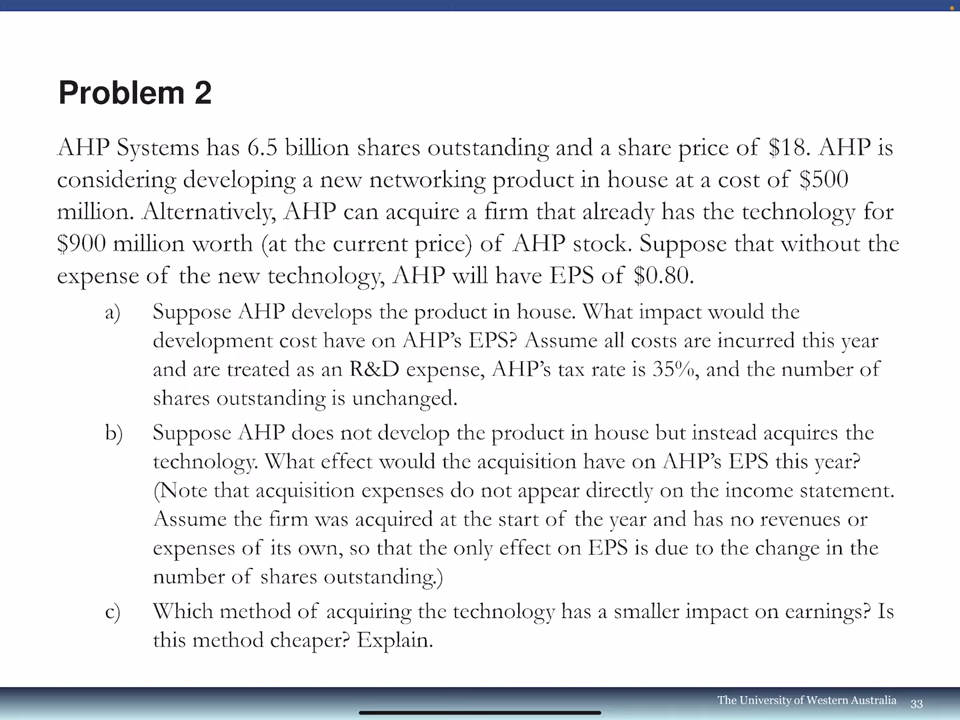 Problem 2
AHP Systems has 6.5 billion shares outstanding and a share price of $18. AHP is
considering developing a new networking product in house at a cost of $500
million. Alternatively, AHP can acquire a firm that already has the technology for
$900 million worth (at the current price) of AHP stock. Suppose that without the
expense of the new technology, AHP will have EPS of $0.80.
a) Suppose AHP develops the product in house. What impact would the
development cost have on AHP's EPS? Assume all costs are incurred this year
and are treated as an R&D expense, AHP's tax rate is 35%, and the number of
shares outstanding is unchanged.
b) Suppose AHP does not develop the product in house but instead acquires the
technology. What effect would the acquisition have on AHP's EPS this year?
(Note that acquisition expenses do not appear directly on the income statement.
Assume the firm was acquired at the start of the year and has no revenues or
expenses of its own, so that the only effect on EPS is due to the change in the
number of shares outstanding.)
c) Which method of acquiring the technology has a smaller impact on earnings? Is
this method cheaper? Explain.
The University of Western Australia 33